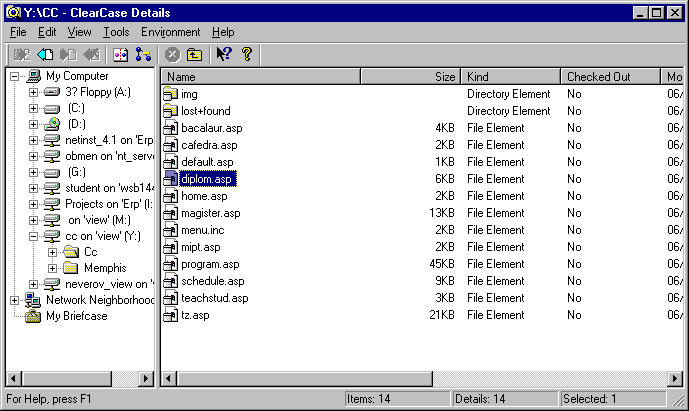 Y:\CC - ClearCase Details
File Edit View Tools Environment Help
My Computer
3? Floppy (A:)
(C:)
(D:)
netinst_4.1 on 'Erp
obmen on 'nt_serve
(G:)
student on 'wsb144
Projects on 'Erp' (I:
on 'view' (M:)
cc on 'view' (Y:)
Cc
Memphis
neverov_view on '
Network Neighborhood
My Briefcase
Name Size Kind Checked Out Mo
img Directory Element No 06/
lost+found Directory Element No 06/
bacalaur.asp 4KB File Element No 06/
cafedra.asp 2KB File Element No 06/
default.asp 1KB File Element No 06/
diplom.asp 6KB File Element No 06/
home.asp 2KB File Element No 06/
magister.asp 13KB File Element No 06/
menu.inc 2KB File Element No 06/
mipt.asp 2KB File Element No 06/
program.asp 45KB File Element No 06/
schedule.asp 9KB File Element No 06/
teachstud.asp 3KB File Element No 06/
tz.asp 21KB File Element No 06/
For Help, press F1 Items: 14 Details: 14 Selected: 1